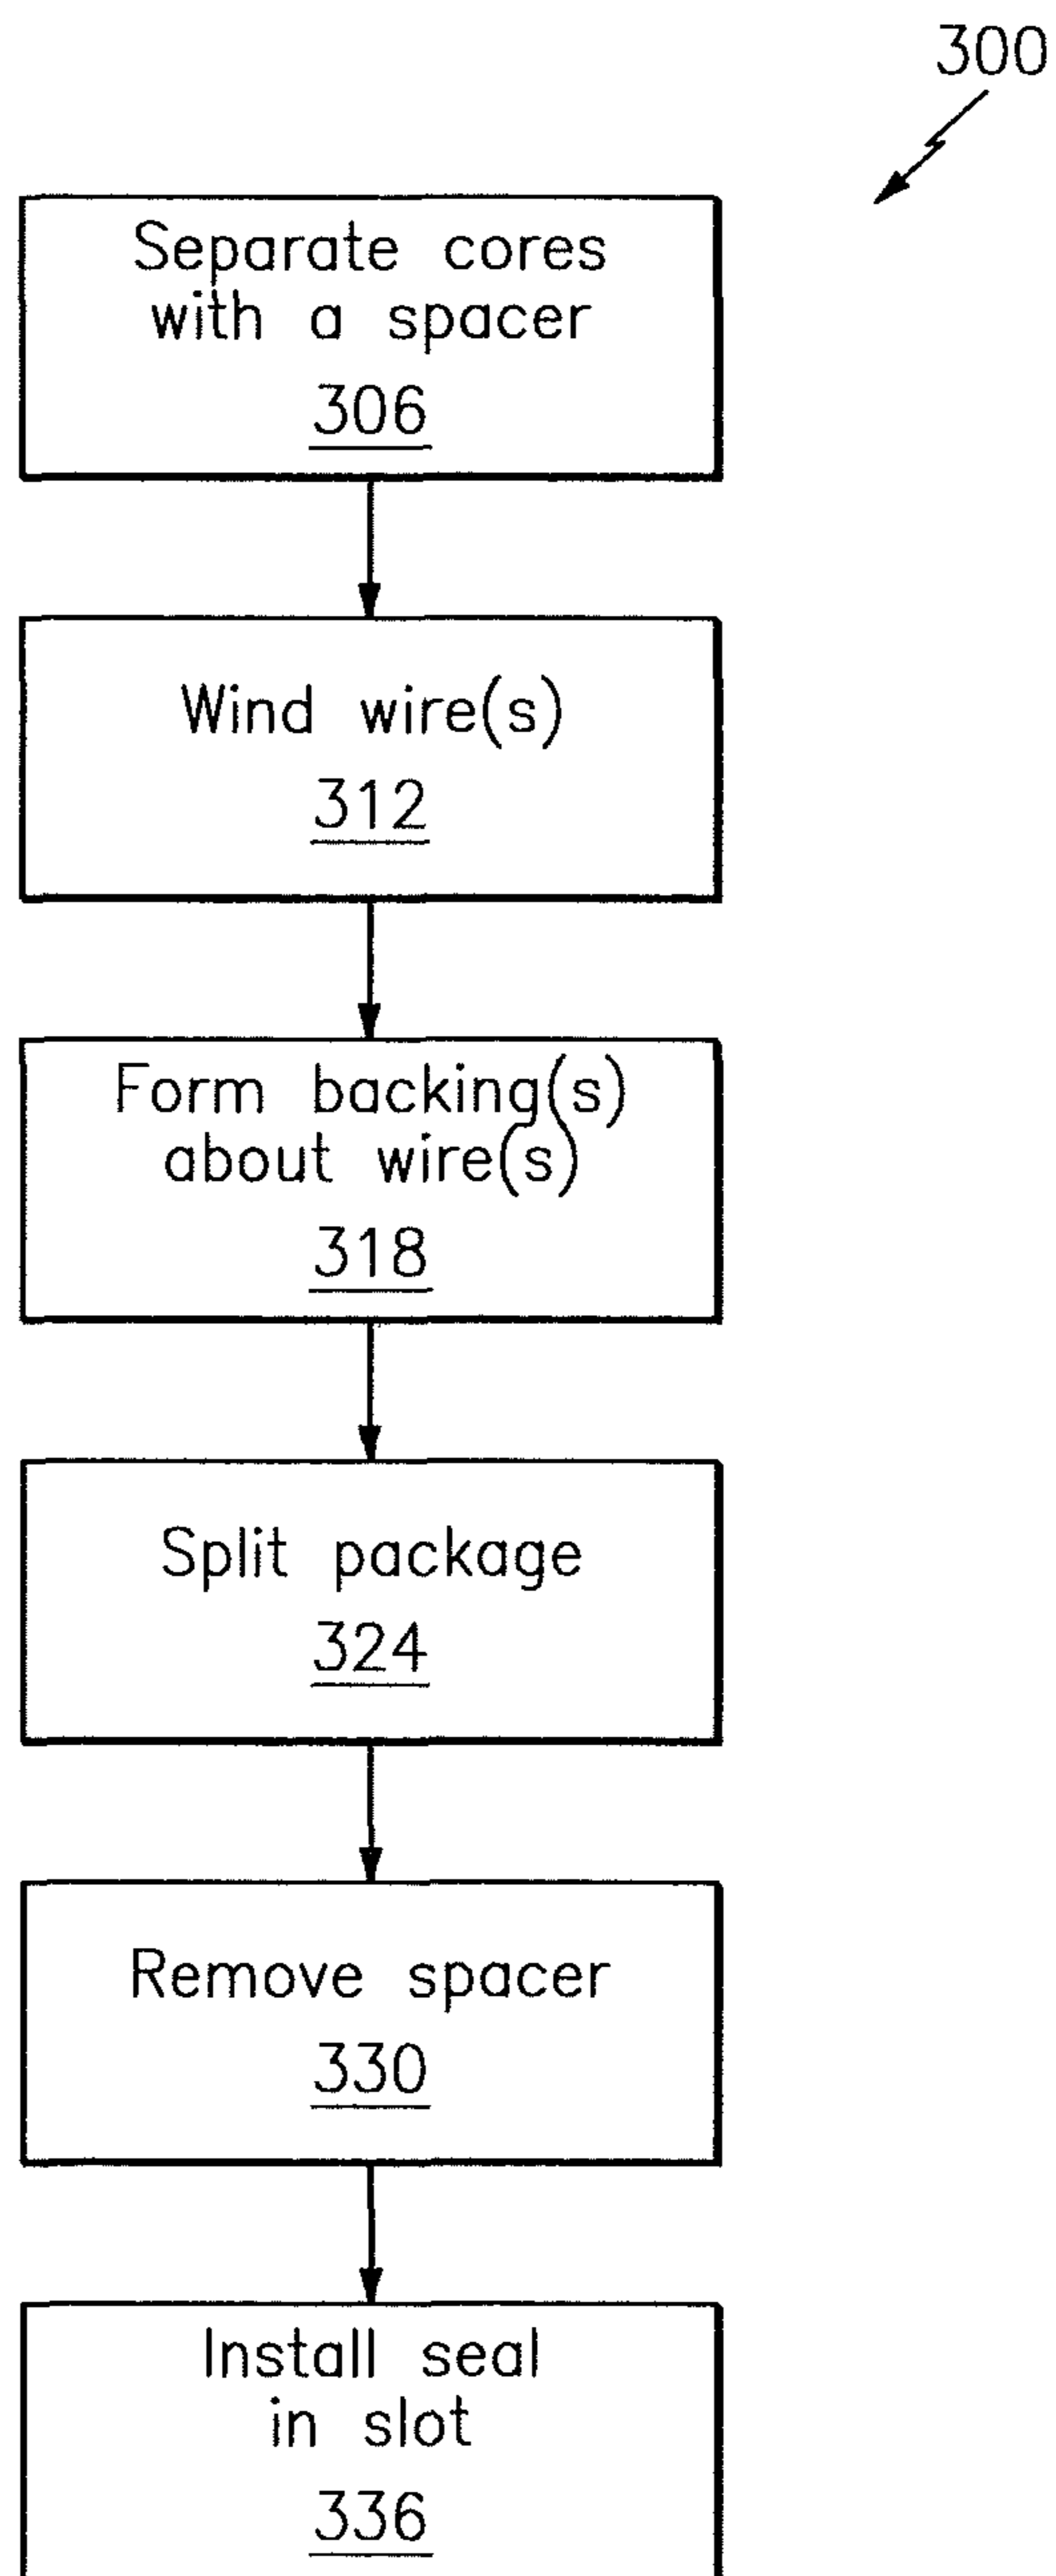 300
Separate cores
with a spacer
306
Wind wire(s)
312
Form backing(s)
about wire(s)
318
Split package
324
Remove spacer
330
Install seal
in slot
336